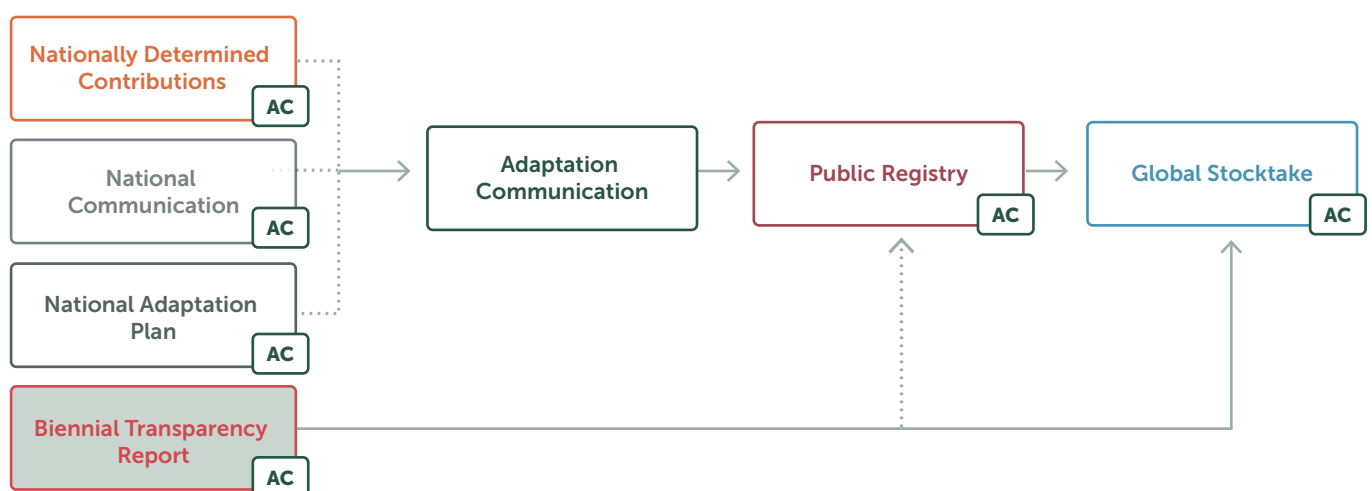 Nationally Determined
Contributions
AC
National
Communication
AC
National Adaptation
Plan
AC
Biennial Transparency
Report
AC
Adaptation
Communication
Public Registry
AC
Global Stocktake
AC